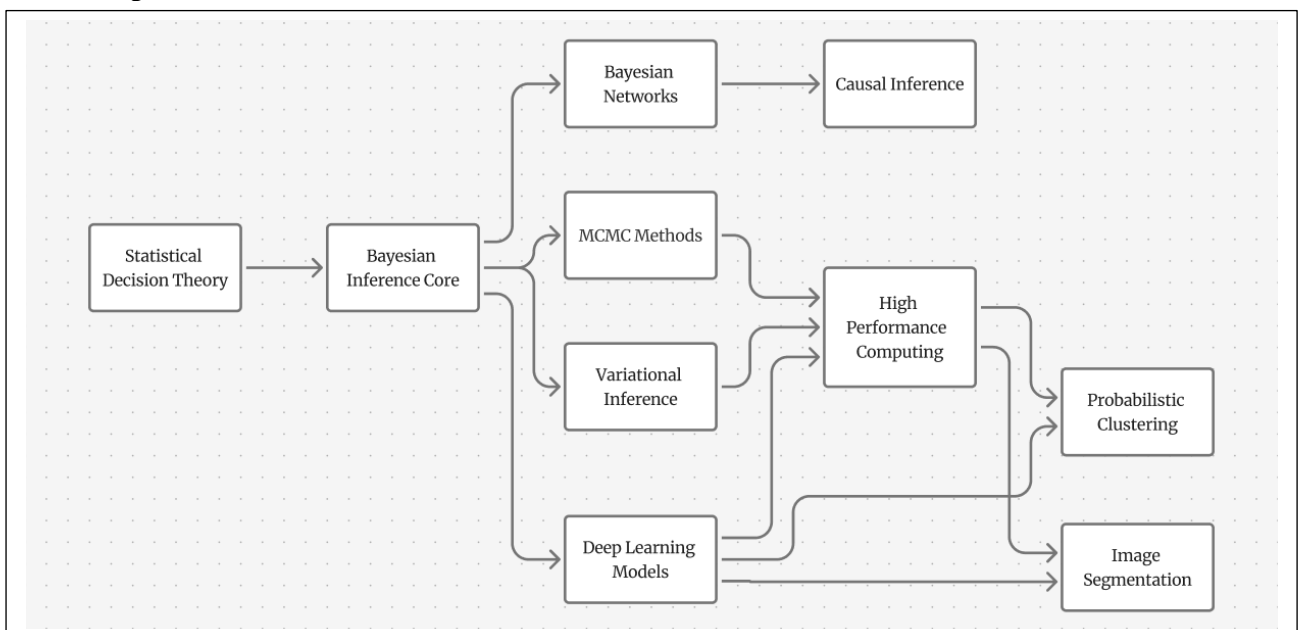 Bayesian
Networks
Causal Inference
Statistical
Decision Theory
Bayesian
Inference Core
MCMC Methods
Variational
Inference
High
Performance
Computing
Probabilistic
Clustering
Deep Learning
Models
Image
Segmentation